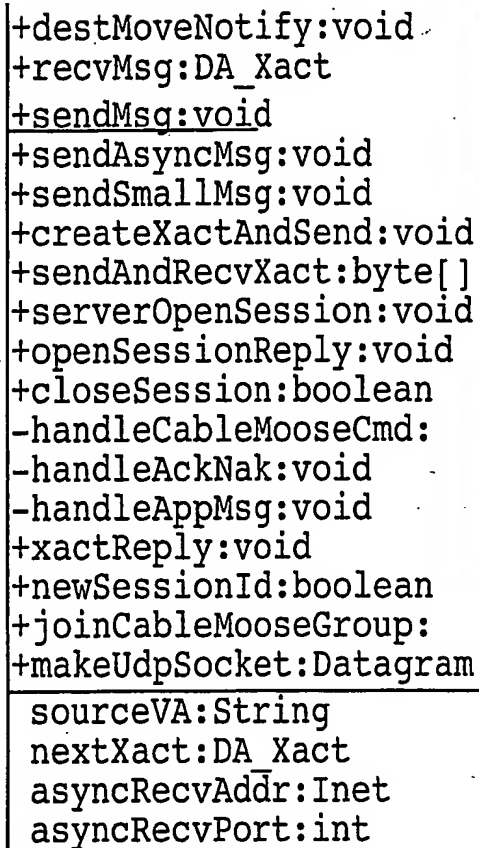 +destMoveNotify:void
+recvMsg:DA_Xact
+sendMsg:void
+sendAsyncMsg:void
+sendSmallMsg:void
+createXactAndSend:void
+sendAndRecvXact:byte[]
+serverOpenSession:void
+openSessionReply:void
+closeSession:boolean
-handleCableMooseCmd:
-handleAckNak:void
-handleAppMsg:void
+xactReply:void
+newSessionId:boolean
+joinCableMooseGroup:
+makeUdpSocket:Datagram
sourceVA:String
nextXact:DA_Xact
asyncRecvAddr:Inet
asyncRecvPort:int